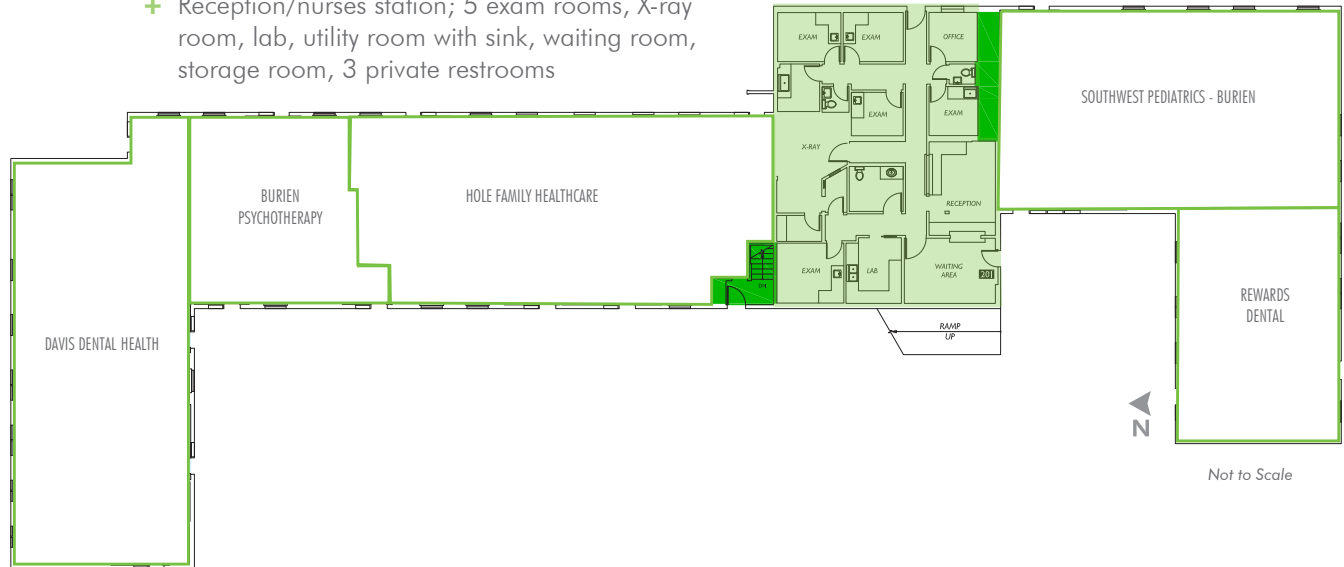 + Reception/nurses station; 5 exam rooms, X-ray
room, lab, utility room with sink, waiting room,
storage room, 3 private restrooms
EXAM
EXAM
OFFICE
SOUTHWEST PEDIATRICS - BURIEN
EXAM
EXAM
X-RAY
BURIEN
PSYCHOTHERAPY
HOLE FAMILY HEALTHCARE
RECEPTION
EXAM
LAB
WAITING
AREA
201
DN
REWARDS
DENTAL
RAMP
UP
DAVIS DENTAL HEALTH
N
Not to Scale